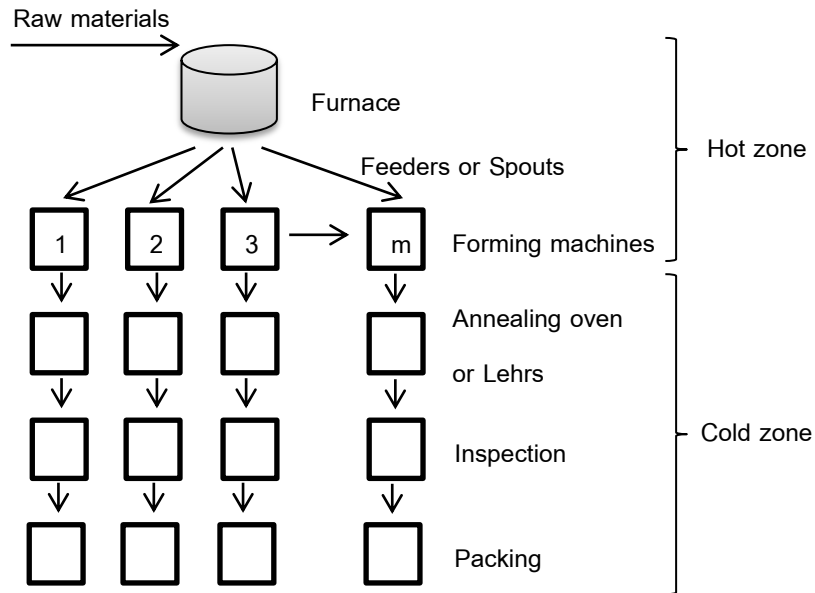 Raw materials
Furnace
Hot zone
Feeders or Spouts
1
2
3
m
Forming machines
Annealing oven
or Lehrs
Cold zone
Inspection
Packing